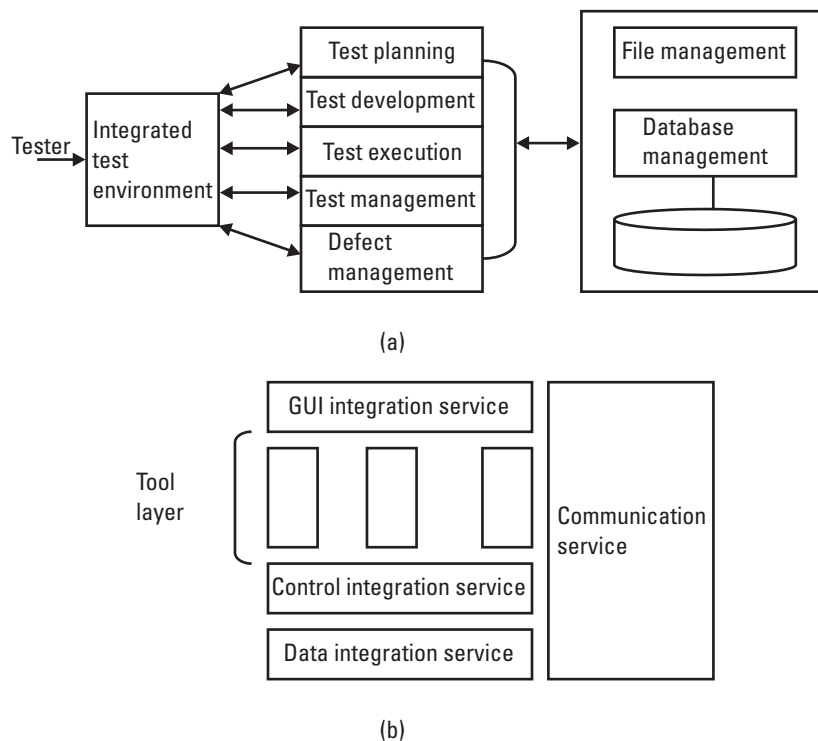 Tester
Integrated
test
environment
Test planning
Test development
Test execution
Test management
Defect
management
File management
Database
management
(a)
GUI integration service
Tool
layer
Communication
service
Control integration service
Data integration service
(b)